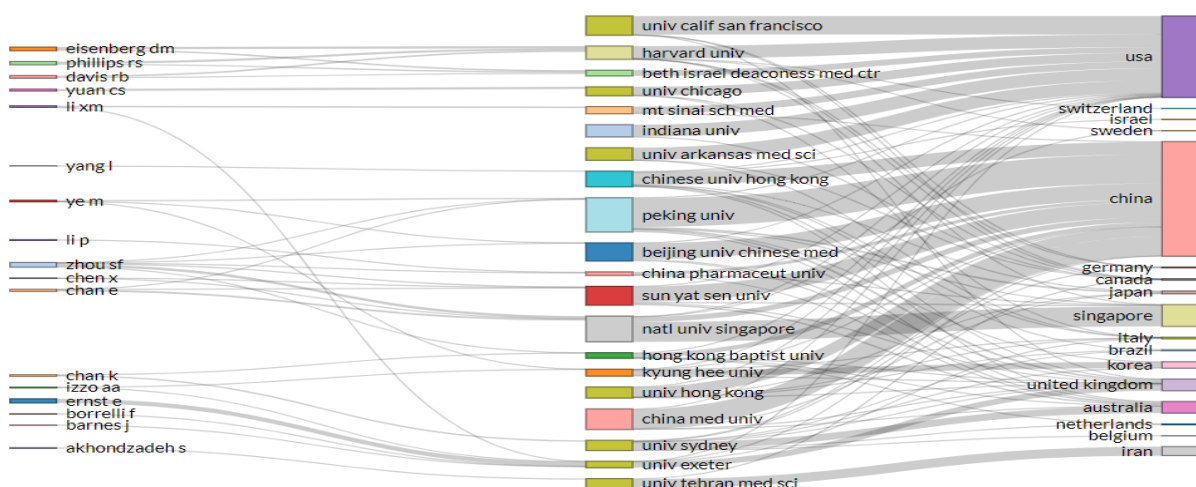 eisenberg dm
phillips rs
davis rb
yuan cs
li xm
yang l
ye m
li p
zhou sf
chen x
chan e
chan k
izzo aa
ernst e
borrelli f
barnes j
akhondzadeh s
univ calif san francisco
harvard univ
beth israel deaconess med ctr
univ chicago
mt sinai sch med
indiana univ
univ arkansas med sci
chinese univ hong kong
peking univ
beijing univ chinese med
china pharmaceut univ
sun yat sen univ
natl univ singapore
hong kong baptist univ
kyung hee univ
univ hong kong
china med univ
univ sydney
univ exeter
univ tehran med sci
usa
switzerland
israel
sweden
china
germany
canada
japan
singapore
italy
brazil
korea
united kingdom
australia
netherlands
belgium
iran